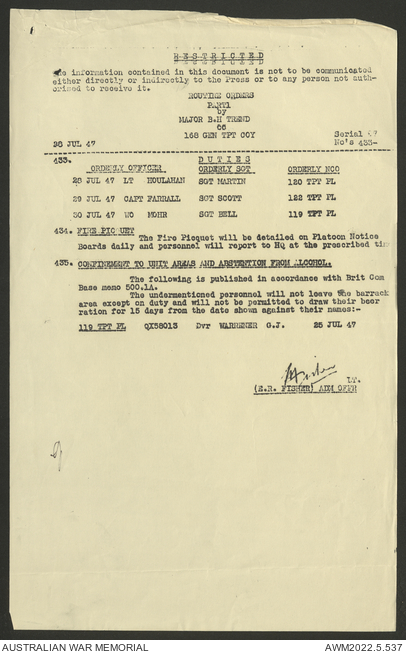 RESTRICTED
The information contained in this document is not to be communicated
either directly or indirectly to the Press or to any person not auth-
orised to receive it.
ROUTINE ORDERS
PART1
by
MAJOR B.H TREND
OC
168 GEN TPT COY
Serial
28 JUL 47 No's 433-
433. DUTIES
ORDERLY OFFICER ORDERLY SGT ORDERLY NCO
28 JUL 47 LT HOULAHAN SGT MARTIN 120 TPT PL
29 JUL 47 CAPT FARRALL SGT SCOTT 122 TPT PL
30 JUL 47 WO MOHR SGT BELL 119 TPT PL
434. FIRE PICQUET
The Fire Picquet will be detailed on Platoon Notice
Boards daily and personnel will report to HQ at the prescribed tim
435. CONFINEMENT TO UNIT AREAS AND ABSTENTION FROM ALCOHOL.
The following is published in accordance with Brit Com
Base memo 500.1A.
The undermentioned personnel will not leave the barrack
area except on duty and will not be permitted to draw their beer
ration for 15 days from the date shown against their names:-
119 TPT PL QX58013 Dvr WARRENER G.J. 25 JUL 47
LT.
(E.R. FISHER) ADM OFFR
AUSTRALIAN WAR MEMORIAL AWM2022.5.537